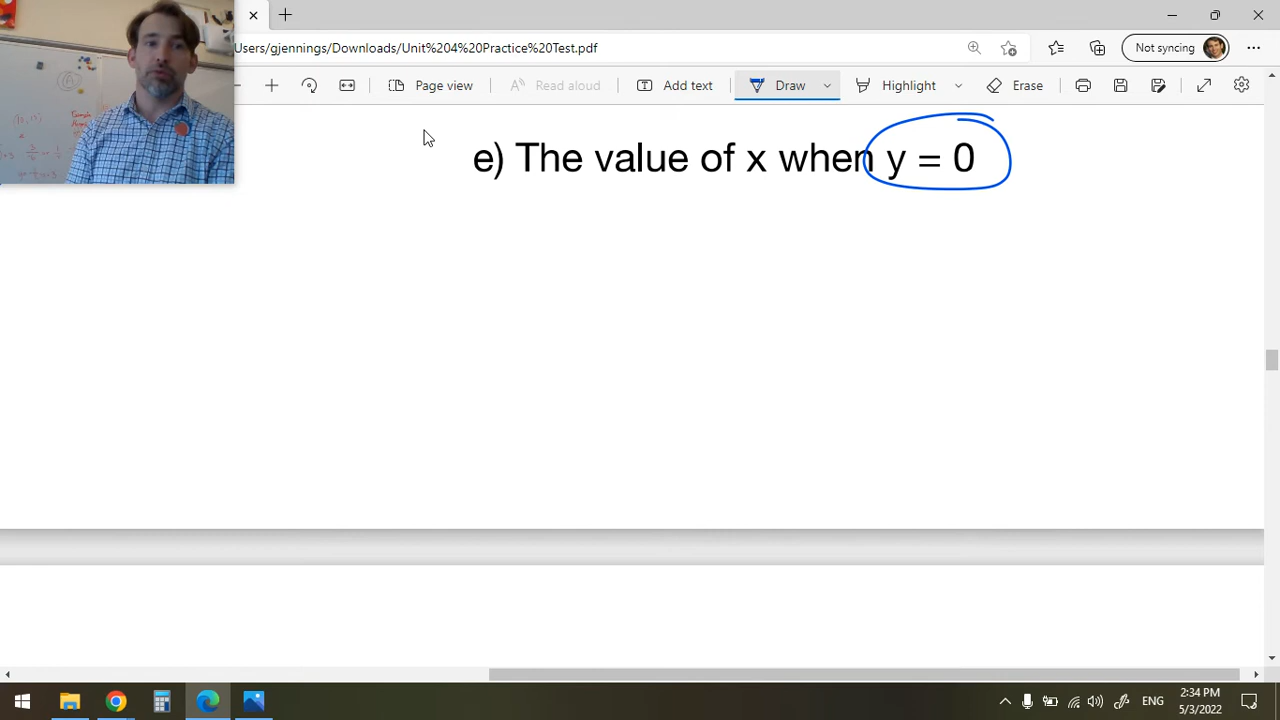 Users/gjennings/Downloads/Unit%204%20Practice%20Test.pdf
Not syncing
Page view
Read aloud
Add text
Draw
Highlight
Erase
e) The value of x when y = 0
ENG
2:34 PM
5/3/2022